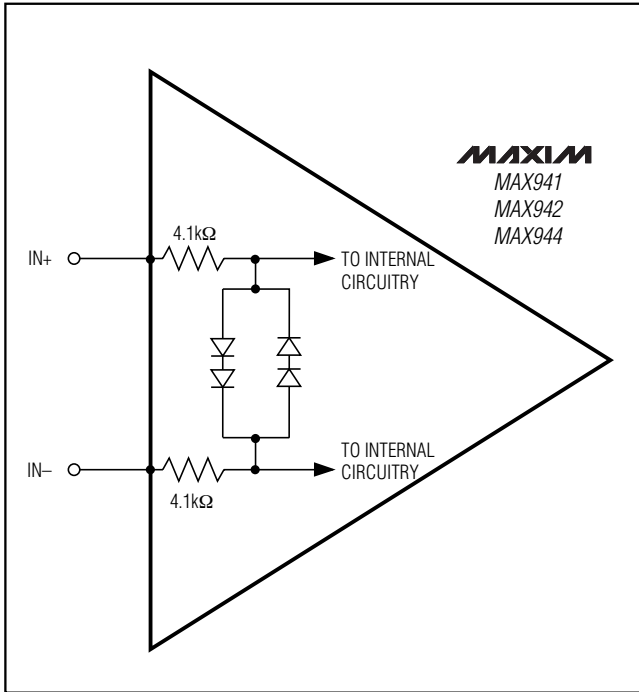 MAXIM
MAX941
MAX942
MAX944
4.1kΩ
IN+
TO INTERNAL
CIRCUITRY
IN–
TO INTERNAL
CIRCUITRY
4.1kΩ